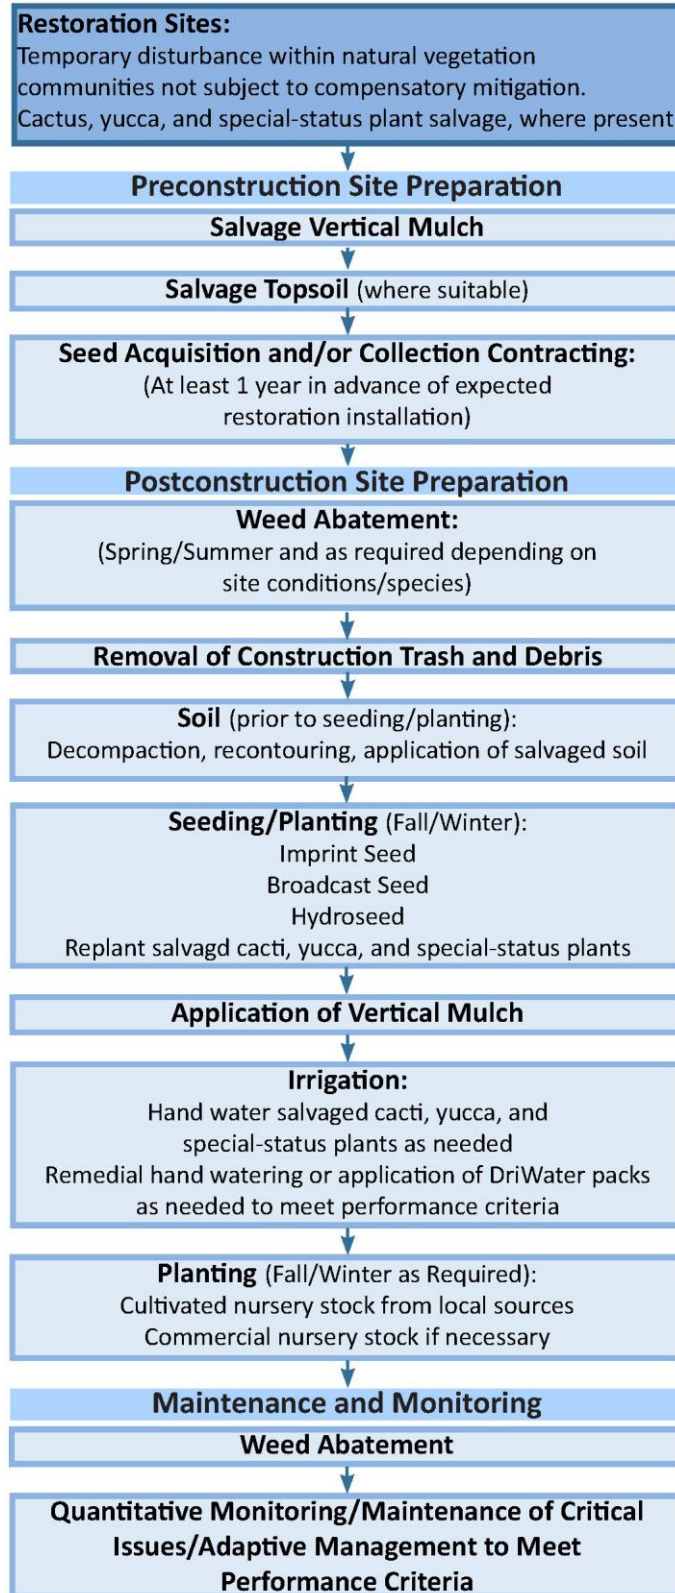 Restoration Sites:
Temporary disturbance within natural vegetation
communities not subject to compensatory mitigation.
Cactus, yucca, and special-status plant salvage, where present
Preconstruction Site Preparation
Salvage Vertical Mulch
Salvage Topsoil (where suitable)
Seed Acquisition and/or Collection Contracting:
(At least 1 year in advance of expected
restoration installation)
Postconstruction Site Preparation
Weed Abatement:
(Spring/Summer and as required depending on
site conditions/species)
Removal of Construction Trash and Debris
Soil (prior to seeding/planting):
Decompaction, recontouring, application of salvaged soil
Seeding/Planting (Fall/Winter):
Imprint Seed
Broadcast Seed
Hydroseed
Replant salvagd cacti, yucca, and special-status plants
Application of Vertical Mulch
Irrigation:
Hand water salvaged cacti, yucca, and
special-status plants as needed
Remedial hand watering or application of DriWater packs
as needed to meet performance criteria
Planting (Fall/Winter as Required):
Cultivated nursery stock from local sources
Commercial nursery stock if necessary
Maintenance and Monitoring
Weed Abatement
Quantitative Monitoring/Maintenance of Critical
Issues/Adaptive Management to Meet
Performance Criteria